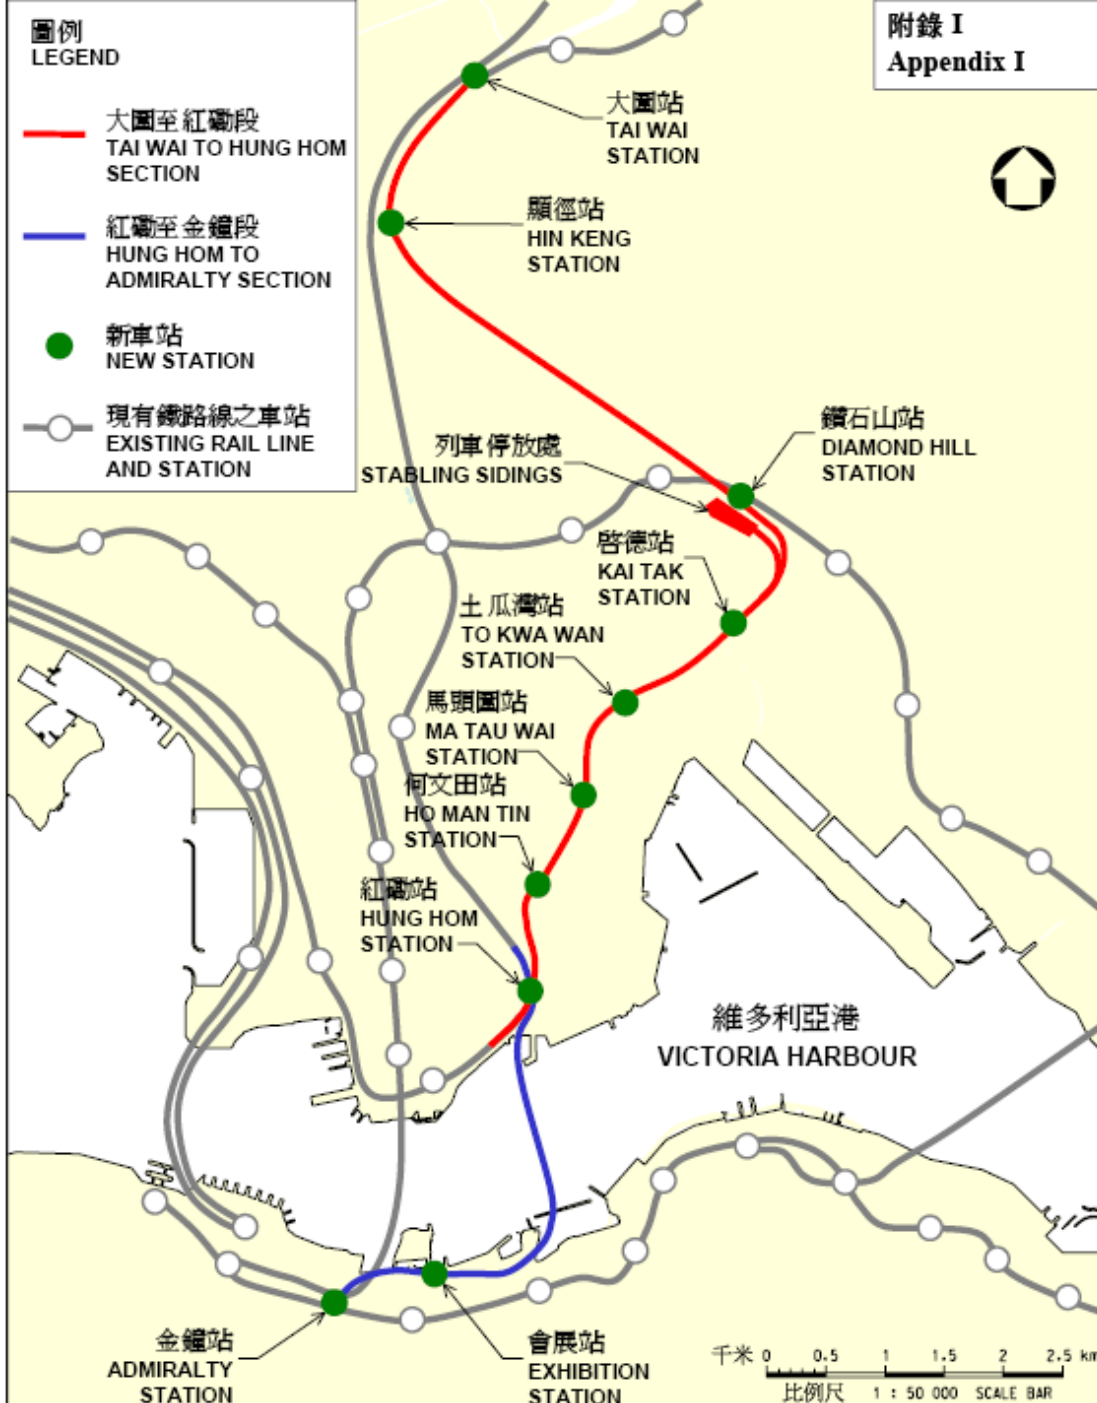 圖例
LEGEND
附錄 I
Appendix I
大圍至紅磡段
TAI WAI TO HUNG HOM
SECTION
紅磡至金鐘段
HUNG HOM TO
ADMIRALTY SECTION
新車站
NEW STATION
現有鐵路線之車站
EXISTING RAIL LINE
AND STATION
大圍站
TAI WAI
STATION
顯徑站
HIN KENG
STATION
鑽石山站
DIAMOND HILL
STATION
列車停放處
STABLING SIDINGS
啓德站
KAI TAK
STATION
土瓜灣站
TO KWA WAN
STATION
馬頭圍站
MA TAU WAI
STATION
何文田站
HO MAN TIN
STATION
紅磡站
HUNG HOM
STATION
維多利亞港
VICTORIA HARBOUR
金鐘站
ADMIRALTY
STATION
會展站
EXHIBITION
STATION
千米 0 0.5 1 1.5 2 2.5 km
比例尺 1 : 50 000 SCALE BAR